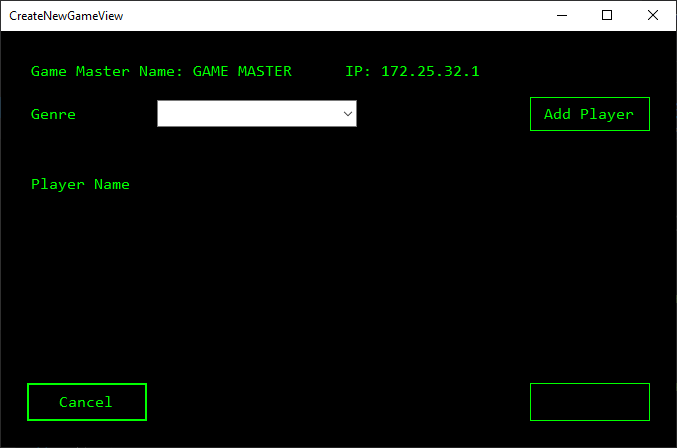 CreateNewGameView
Game Master Name: GAME MASTER IP: 172.25.32.1
Genre
Add Player
Player Name
Cancel